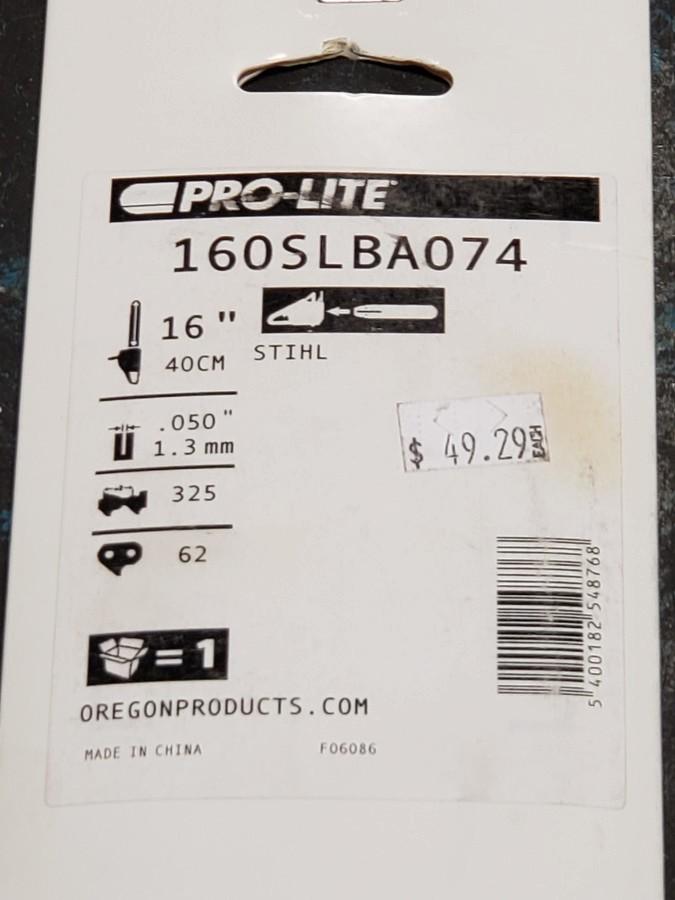 PRO-LITE
160SLBA074
16"
40CM
STIHL
.050"
1.3 mm
325
62
$ 49.29 EACH
= 1
5 400182 548768
OREGONPRODUCTS.COM
MADE IN CHINA F06086